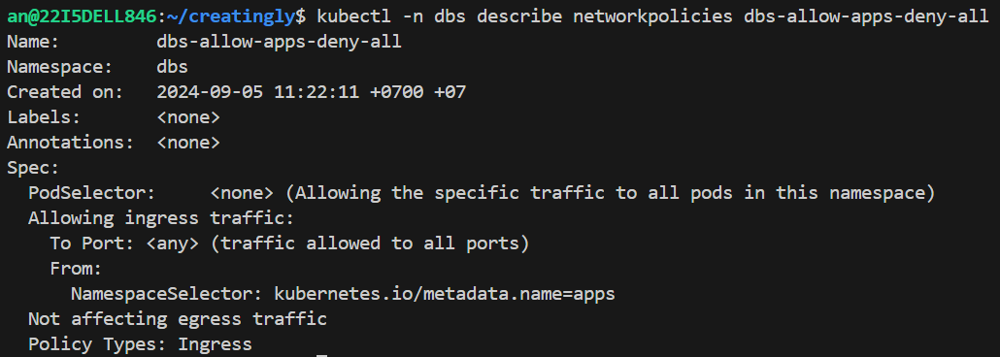 an@22I5DELL846:~/creatingly$ kubectl -n dbs describe networkpolicies dbs-allow-apps-deny-all
Name:         dbs-allow-apps-deny-all
Namespace:    dbs
Created on:   2024-09-05 11:22:11 +0700 +07
Labels:       <none>
Annotations:  <none>
Spec:
  PodSelector:     <none> (Allowing the specific traffic to all pods in this namespace)
  Allowing ingress traffic:
    To Port: <any> (traffic allowed to all ports)
    From:
      NamespaceSelector: kubernetes.io/metadata.name=apps
  Not affecting egress traffic
  Policy Types: Ingress